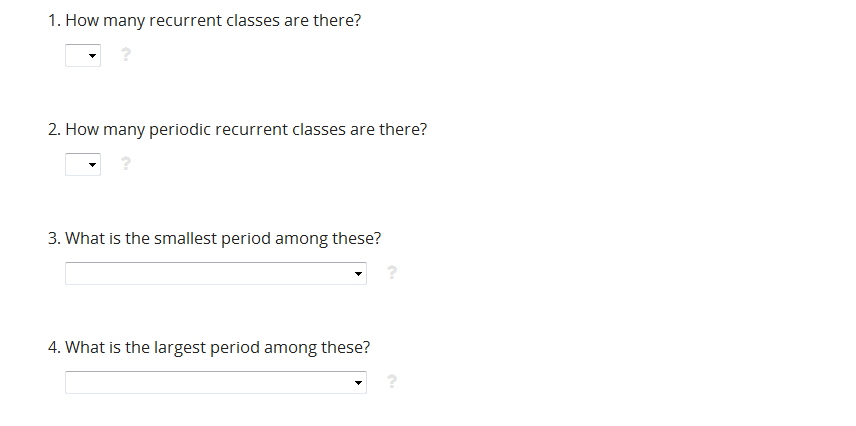 1. How many recurrent classes are there?
?
2. How many periodic recurrent classes are there?
?
3. What is the smallest period among these?
?
4. What is the largest period among these?
?